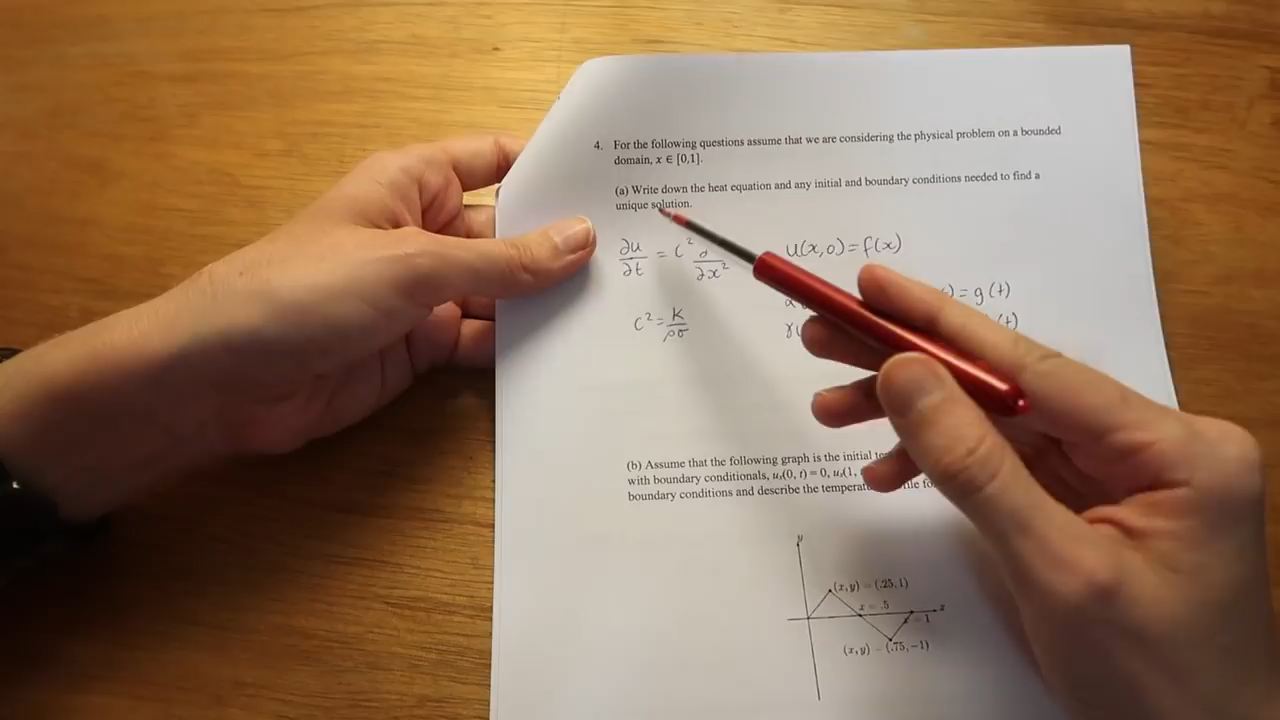 4. For the following questions assume that we are considering the physical problem on a bounded
domain, x ∈ [0,1].
(a) Write down the heat equation and any initial and boundary conditions needed to find a
unique solution.
∂u/∂t = c² ∂/∂x² u(x,0)=f(x)
) = g(t)
c² = K/ρσ (t)
(b) Assume that the following graph is the initial
with boundary conditionals, uₓ(0, t) = 0, uₓ(1,
boundary conditions and describe the
y
(x,y) = (.25,1)
x = .5
x
x = 1
(x,y) = (.75,−1)